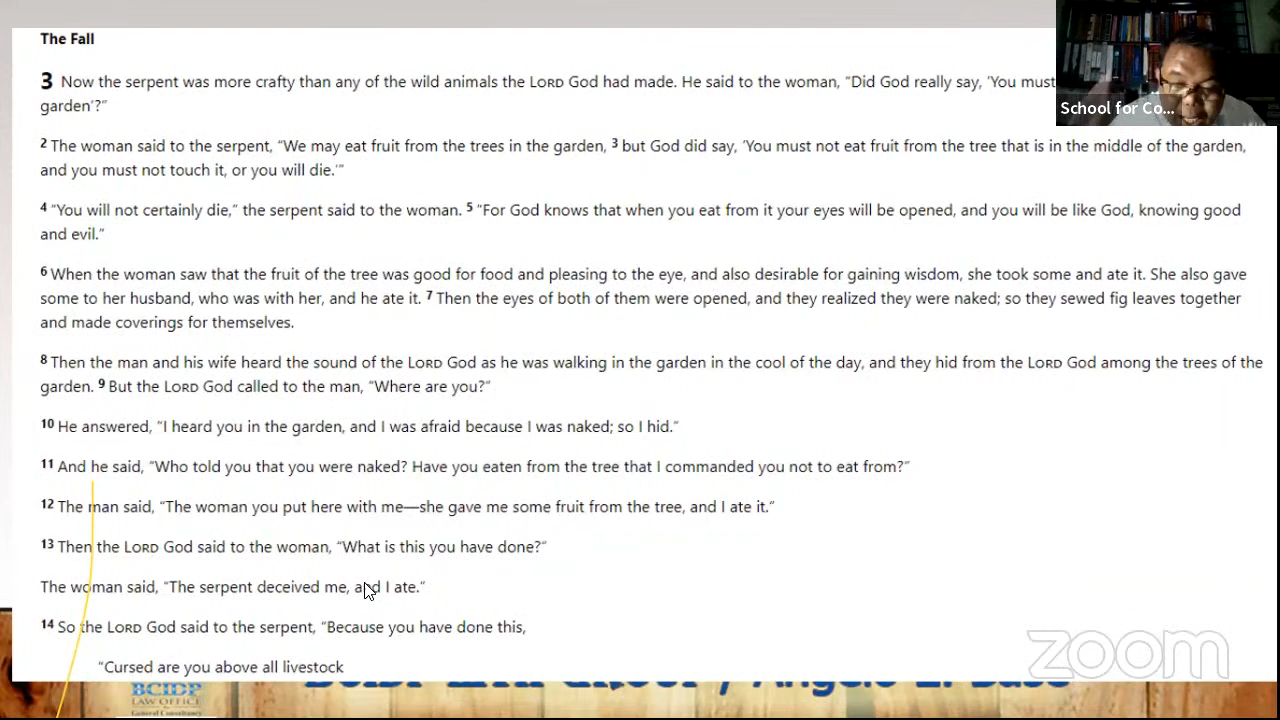 The Fall
3 Now the serpent was more crafty than any of the wild animals the LORD God had made. He said to the woman, “Did God really say, ‘You must
garden’?”
School for Co...
2 The woman said to the serpent, “We may eat fruit from the trees in the garden, 3 but God did say, ‘You must not eat fruit from the tree that is in the middle of the garden,
and you must not touch it, or you will die.’”
4 “You will not certainly die,” the serpent said to the woman. 5 “For God knows that when you eat from it your eyes will be opened, and you will be like God, knowing good
and evil.”
6 When the woman saw that the fruit of the tree was good for food and pleasing to the eye, and also desirable for gaining wisdom, she took some and ate it. She also gave
some to her husband, who was with her, and he ate it. 7 Then the eyes of both of them were opened, and they realized they were naked; so they sewed fig leaves together
and made coverings for themselves.
8 Then the man and his wife heard the sound of the LORD God as he was walking in the garden in the cool of the day, and they hid from the LORD God among the trees of the
garden. 9 But the LORD God called to the man, “Where are you?”
10 He answered, “I heard you in the garden, and I was afraid because I was naked; so I hid.”
11 And he said, “Who told you that you were naked? Have you eaten from the tree that I commanded you not to eat from?”
12 The man said, “The woman you put here with me—she gave me some fruit from the tree, and I ate it.”
13 Then the LORD God said to the woman, “What is this you have done?”
The woman said, “The serpent deceived me, and I ate.”
14 So the LORD God said to the serpent, “Because you have done this,
“Cursed are you above all livestock
zoom
BCIDP
LAW OFFICE
General Consultancy